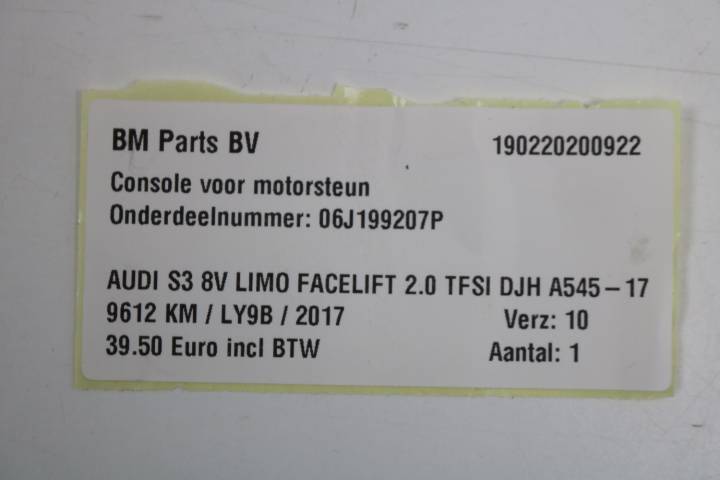 BM Parts BV 190220200922
Console voor motorsteun
Onderdeelnummer: 06J199207P
AUDI S3 8V LIMO FACELIFT 2.0 TFSI DJH A545-17
9612 KM / LY9B / 2017 Verz: 10
39.50 Euro incl BTW Aantal: 1